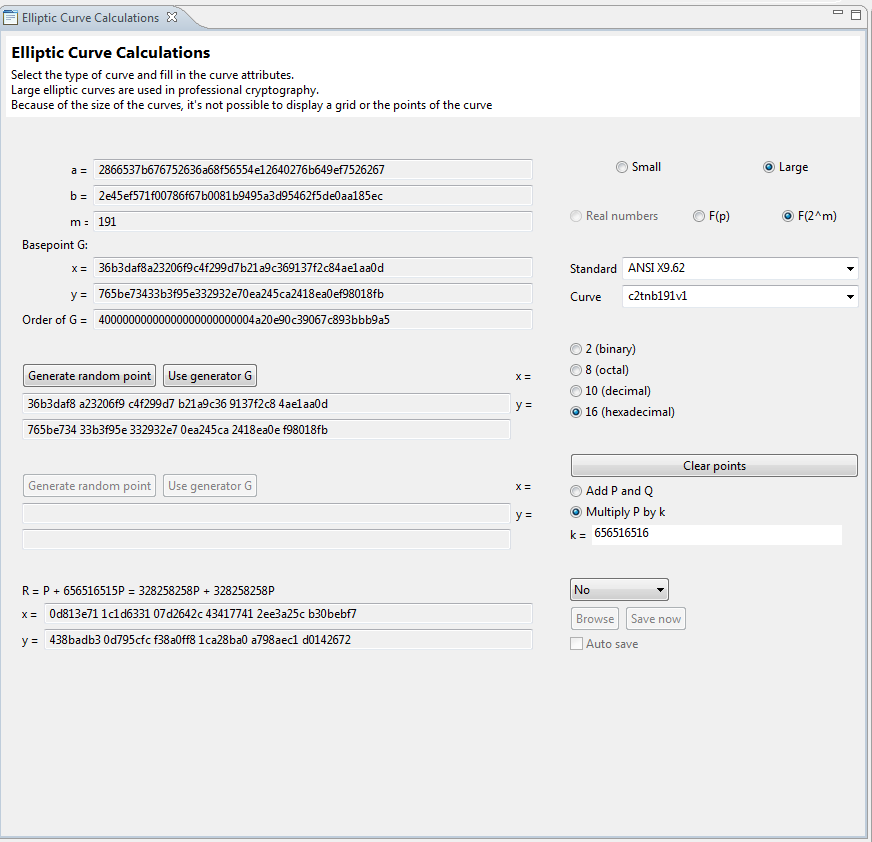 Elliptic Curve Calculations
Elliptic Curve Calculations
Select the type of curve and fill in the curve attributes.
Large elliptic curves are used in professional cryptography.
Because of the size of the curves, it's not possible to display a grid or the points of the curve
a = 2866537b676752636a68f56554e12640276b649ef7526267
b = 2e45ef571f00786f67b0081b9495a3d95462f5de0aa185ec
m = 191
Basepoint G:
x = 36b3daf8a23206f9c4f299d7b21a9c369137f2c84ae1aa0d
y = 765be73433b3f95e332932e70ea245ca2418ea0ef98018fb
Order of G = 40000000000000000000000004a20e90c39067c893bbb9a5
Generate random point Use generator G x =
36b3daf8 a23206f9 c4f299d7 b21a9c36 9137f2c8 4ae1aa0d y =
765be734 33b3f95e 332932e7 0ea245ca 2418ea0e f98018fb
Generate random point Use generator G x =
y =
R = P + 656516515P = 328258258P + 328258258P
x = 0d813e71 1c1d6331 07d2642c 43417741 2ee3a25c b30bebf7
y = 438badb3 0d795cfc f38a0ff8 1ca28ba0 a798aec1 d0142672
Small Large
Real numbers F(p) F(2^m)
Standard ANSI X9.62
Curve c2tnb191v1
2 (binary)
8 (octal)
10 (decimal)
16 (hexadecimal)
Clear points
Add P and Q
Multiply P by k
k = 656516516
No
Browse Save now
Auto save